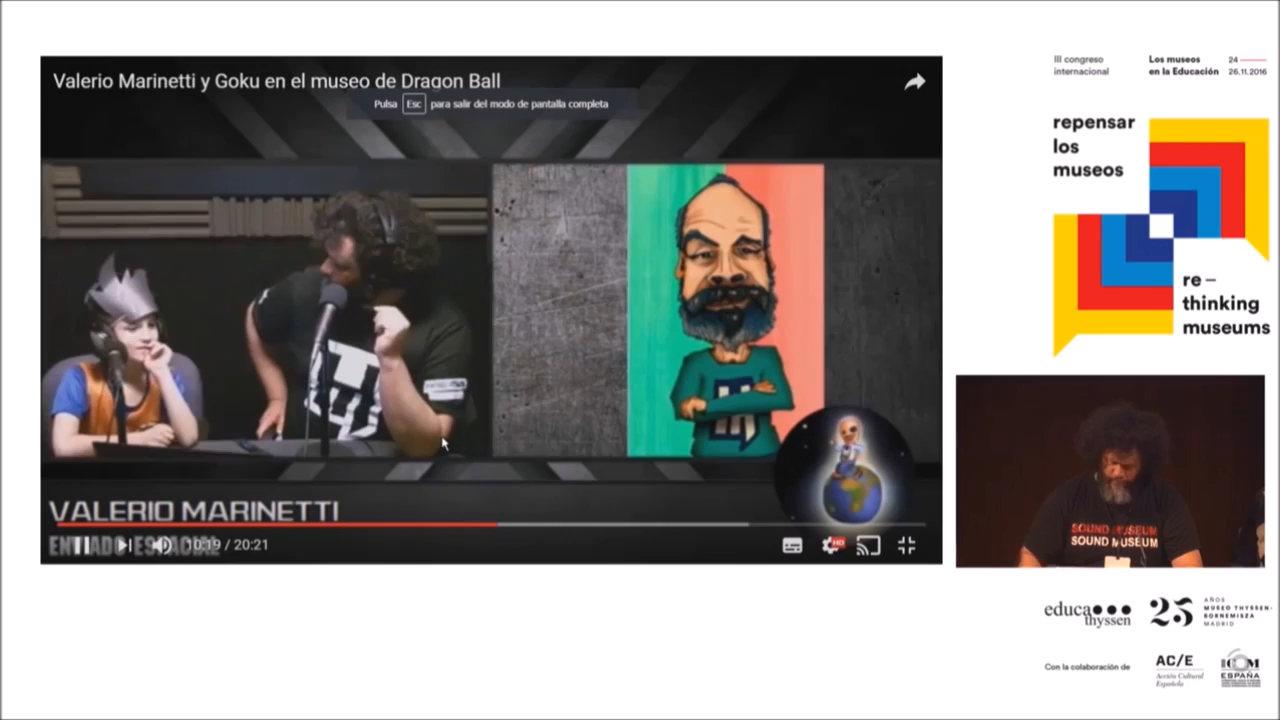 Valerio Marinetti y Goku en el museo de Dragon Ball
Pulsa Esc para salir del modo de pantalla completa
VALERIO MARINETTI
ENVIADO ESPACIAL
10:19 / 20:21
HD
III congreso
internacional
Los museos
en la Educación
24
26.11.2016
repensar
los
museos
re –
thinking
museums
SOUND MUSEUM
SOUND MUSEUM
educa
thyssen
25
AÑOS
MUSEO THYSSEN-
BORNEMISZA
MADRID
Con la colaboración de
AC/E
Acción Cultural
Española
ICOM
ESPAÑA